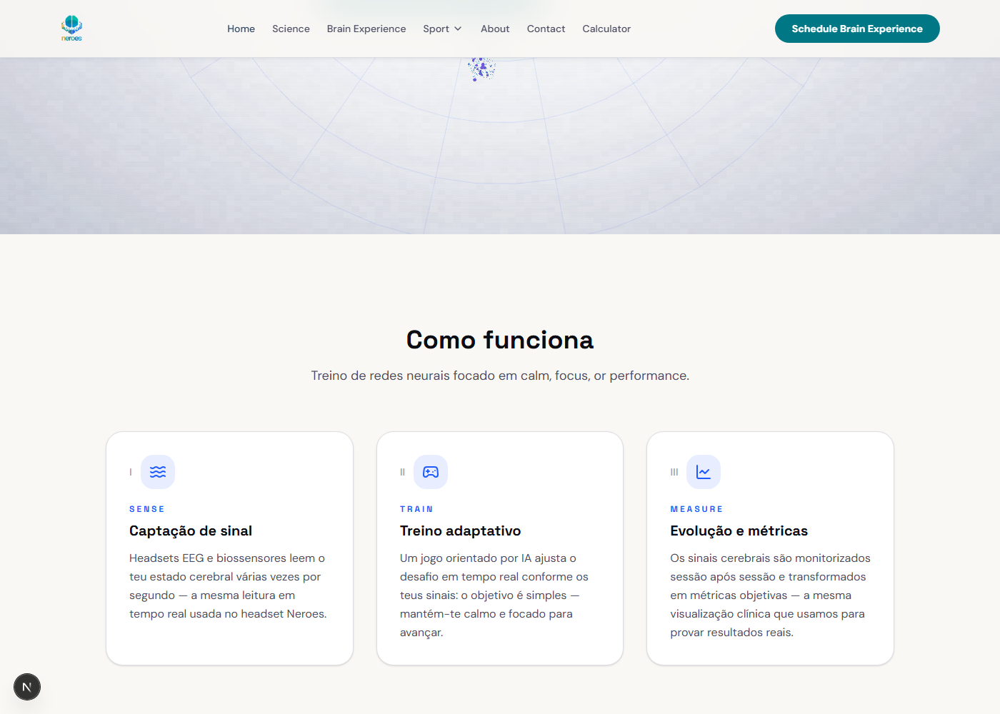 neroes
Home
Science
Brain Experience
Sport
About
Contact
Calculator
Schedule Brain Experience
Como funciona
Treino de redes neurais focado em calm, focus, or performance.
I
SENSE
Captação de sinal
Headsets EEG e biossensores leem o
teu estado cerebral várias vezes por
segundo — a mesma leitura em
tempo real usada no headset Neroes.
II
TRAIN
Treino adaptativo
Um jogo orientado por IA ajusta o
desafio em tempo real conforme os
teus sinais: o objetivo é simples —
mantém-te calmo e focado para
avançar.
III
MEASURE
Evolução e métricas
Os sinais cerebrais são monitorizados
sessão após sessão e transformados
em métricas objetivas — a mesma
visualização clínica que usamos para
provar resultados reais.
N